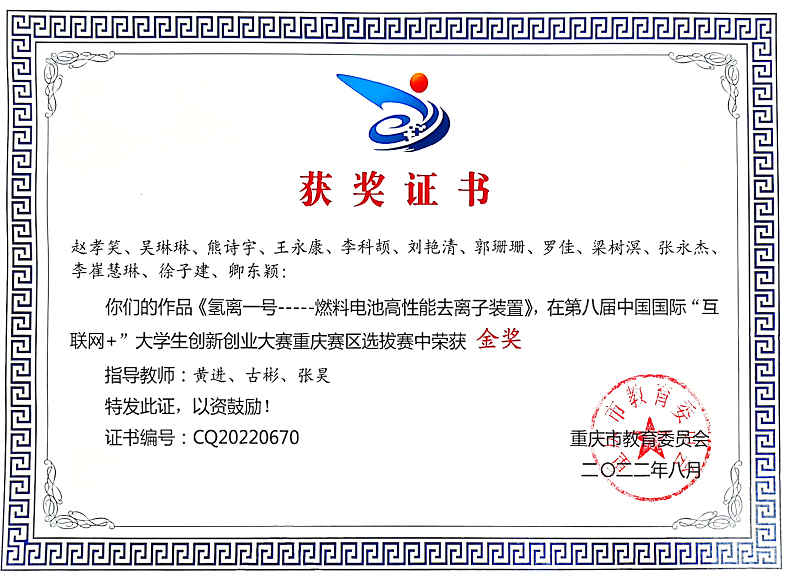 获奖证书
赵孝笑、吴琳琳、熊诗宇、王永康、李科颉、刘艳清、郭珊珊、罗佳、梁树溟、张永杰、
李崔慧琳、徐子建、卿东颖：
你们的作品《氢离一号-----燃料电池高性能去离子装置》，在第八届中国国际“互
联网+”大学生创新创业大赛重庆赛区选拔赛中荣获 金奖
指导教师：黄进、古彬、张昊
特发此证，以资鼓励！
证书编号：CQ20220670
重庆市教育委员会
二〇二二年八月